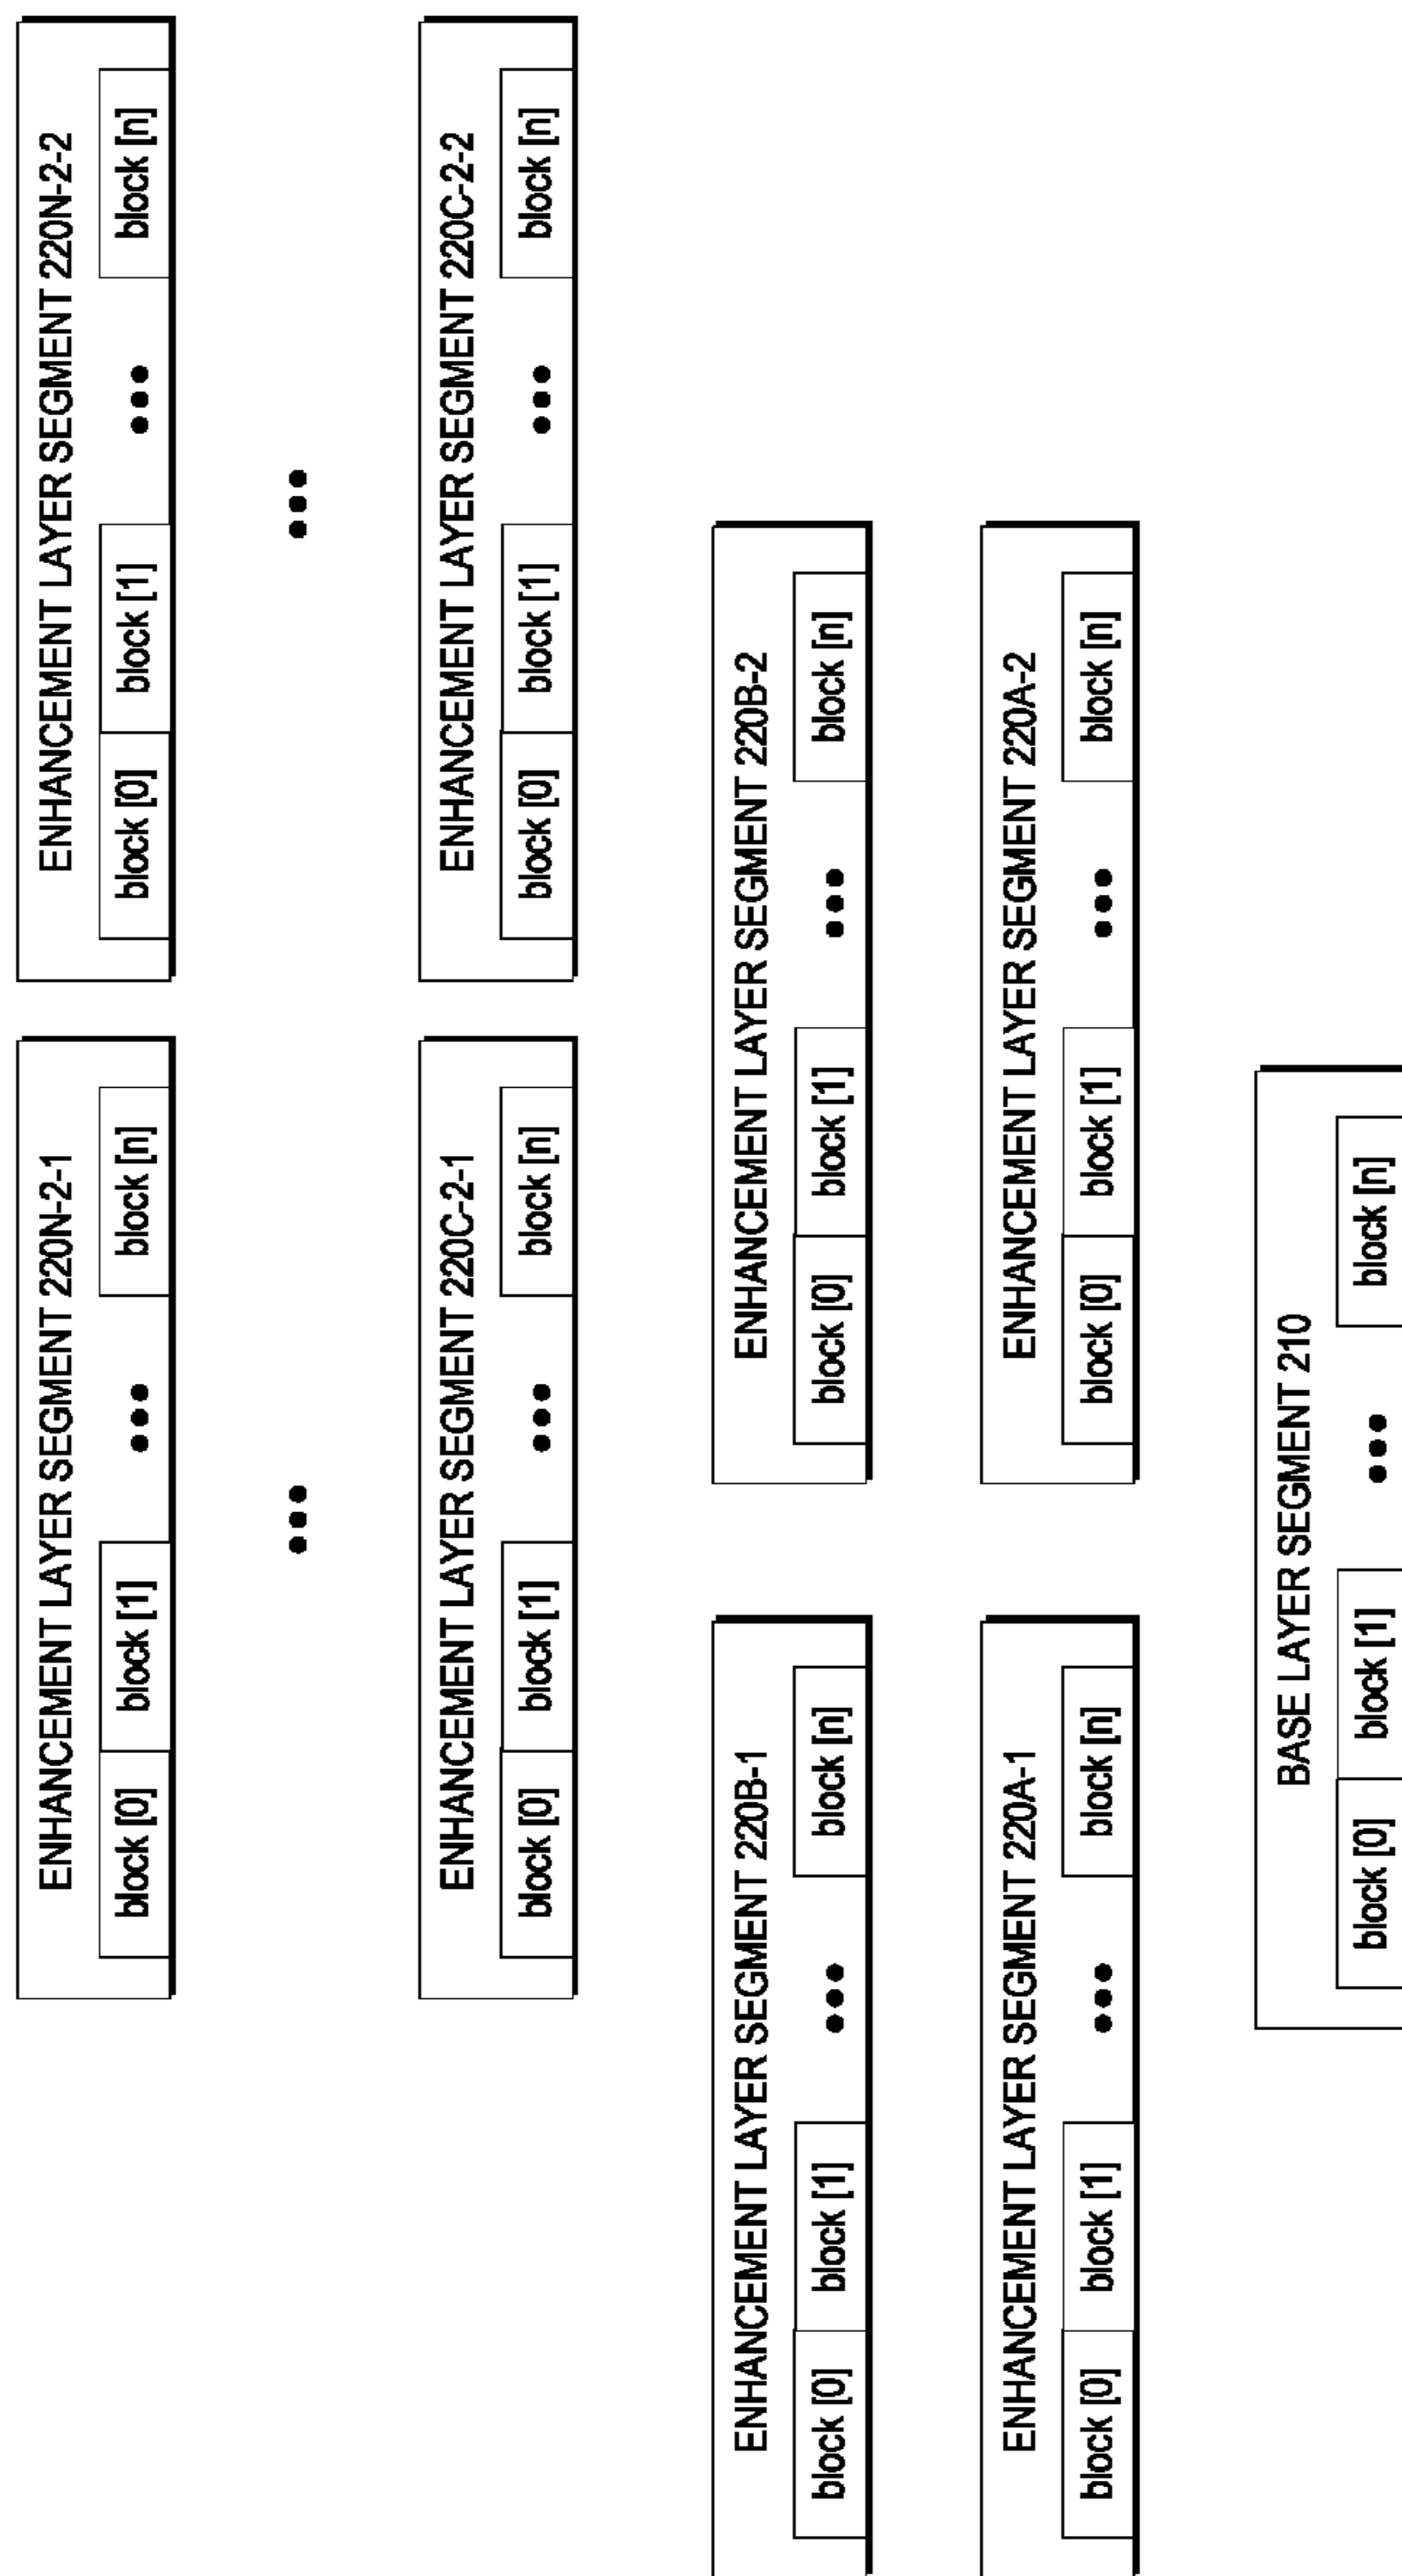 ENHANCEMENT LAYER SEGMENT 220N-2-1
block [0] block [1] ••• block [n]
ENHANCEMENT LAYER SEGMENT 220N-2-2
block [0] block [1] ••• block [n]
•••
•••
ENHANCEMENT LAYER SEGMENT 220C-2-1
block [0] block [1] ••• block [n]
ENHANCEMENT LAYER SEGMENT 220C-2-2
block [0] block [1] ••• block [n]
ENHANCEMENT LAYER SEGMENT 220B-1
block [0] block [1] ••• block [n]
ENHANCEMENT LAYER SEGMENT 220B-2
block [0] block [1] ••• block [n]
ENHANCEMENT LAYER SEGMENT 220A-1
block [0] block [1] ••• block [n]
ENHANCEMENT LAYER SEGMENT 220A-2
block [0] block [1] ••• block [n]
BASE LAYER SEGMENT 210
block [0] block [1] ••• block [n]